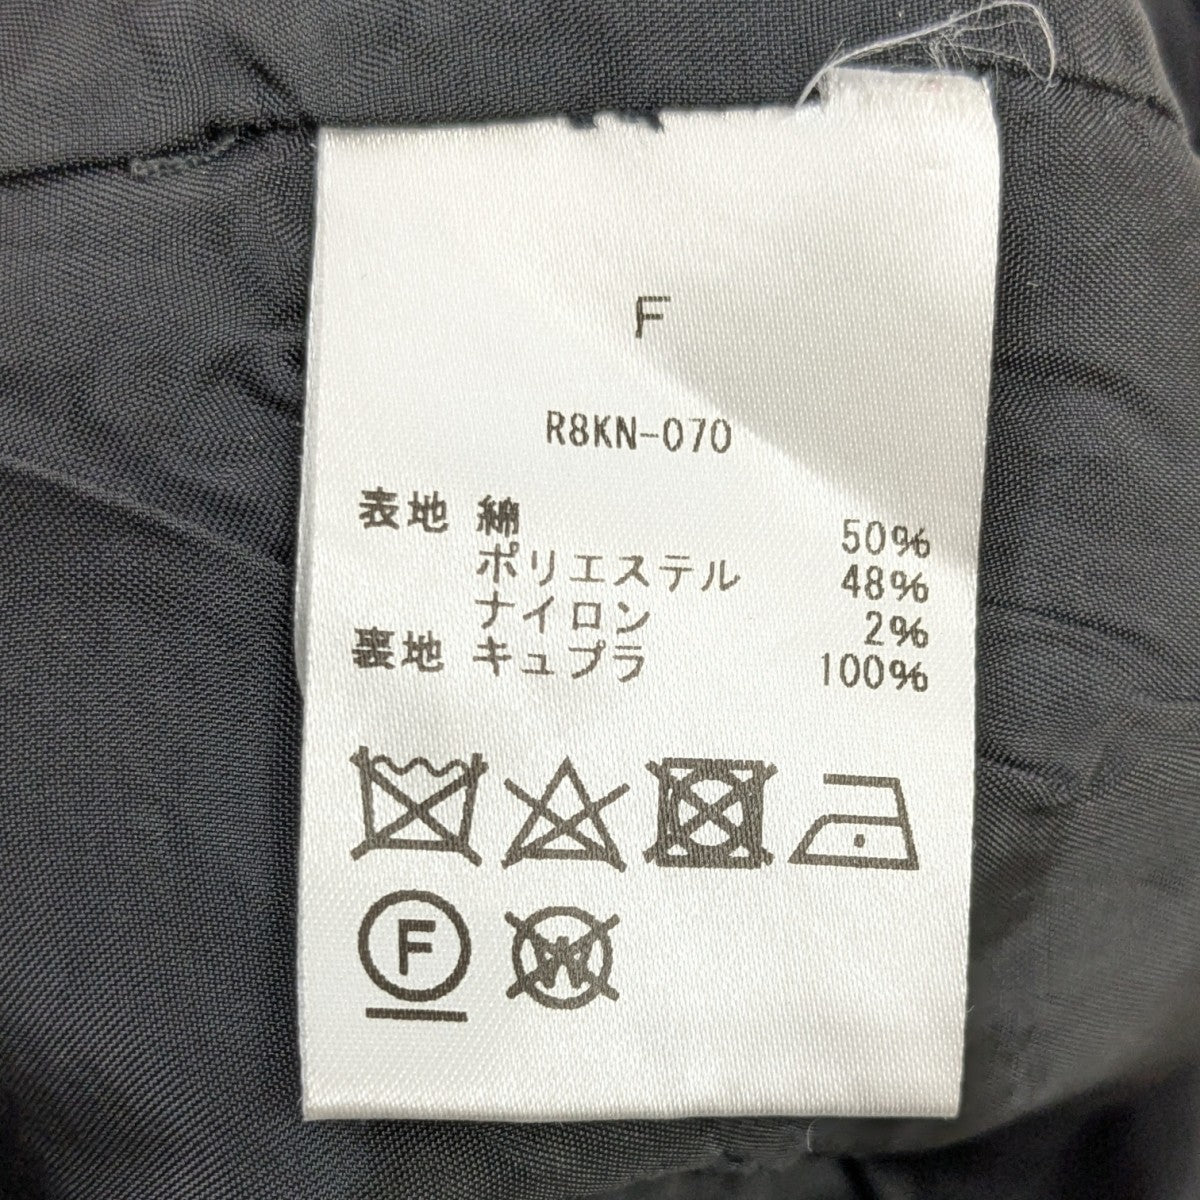 F
R8KN-070
表地 綿 50%
ポリエステル 48%
ナイロン 2%
裏地 キュプラ 100%
F
W